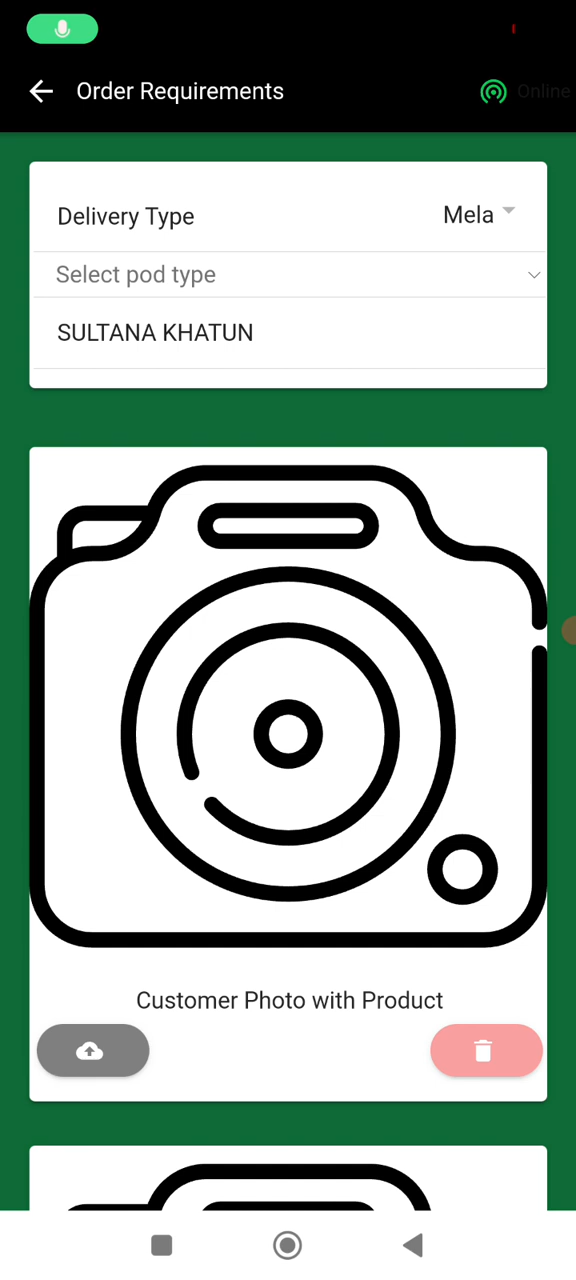 Order Requirements
Online
Delivery Type
Mela
Select pod type
SULTANA KHATUN
Customer Photo with Product